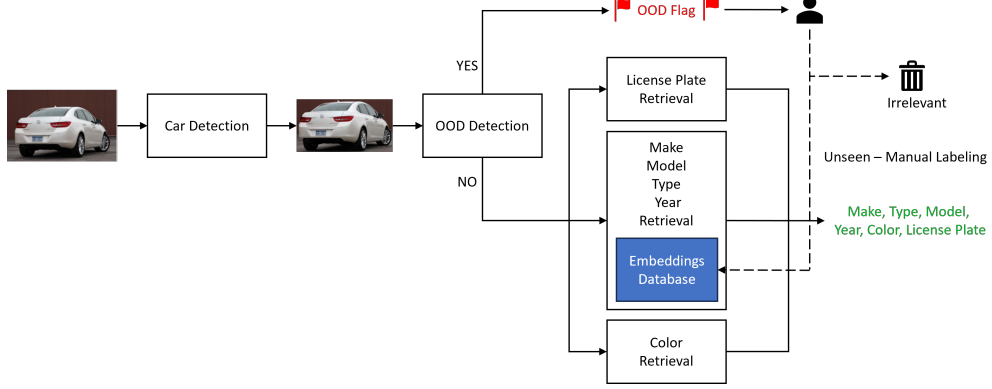 OOD Flag
YES
License Plate
Retrieval
Irrelevant
Car Detection
OOD Detection
Make
Model
Type
Year
Retrieval
Unseen – Manual Labeling
NO
Make, Type, Model,
Year, Color, License Plate
Embeddings
Database
Color
Retrieval